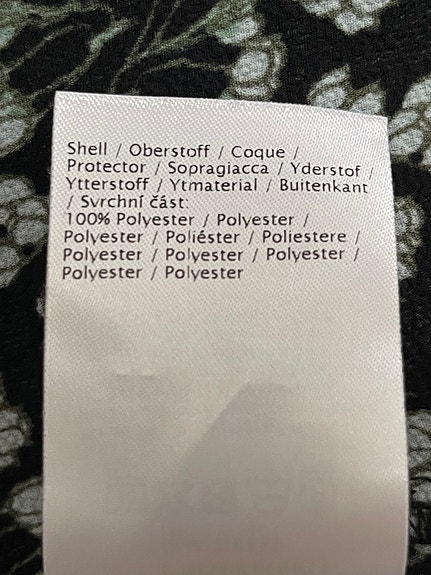 Shell / Oberstoff / Coque /
Protector / Sopragiacca / Yderstof /
Ytterstoff / Ytmaterial / Buitenkant
/ Svrchní část:
100% Polyester / Polyester /
Polyester / Poliéster / Poliestere /
Polyester / Polyester / Polyester /
Polyester / Polyester